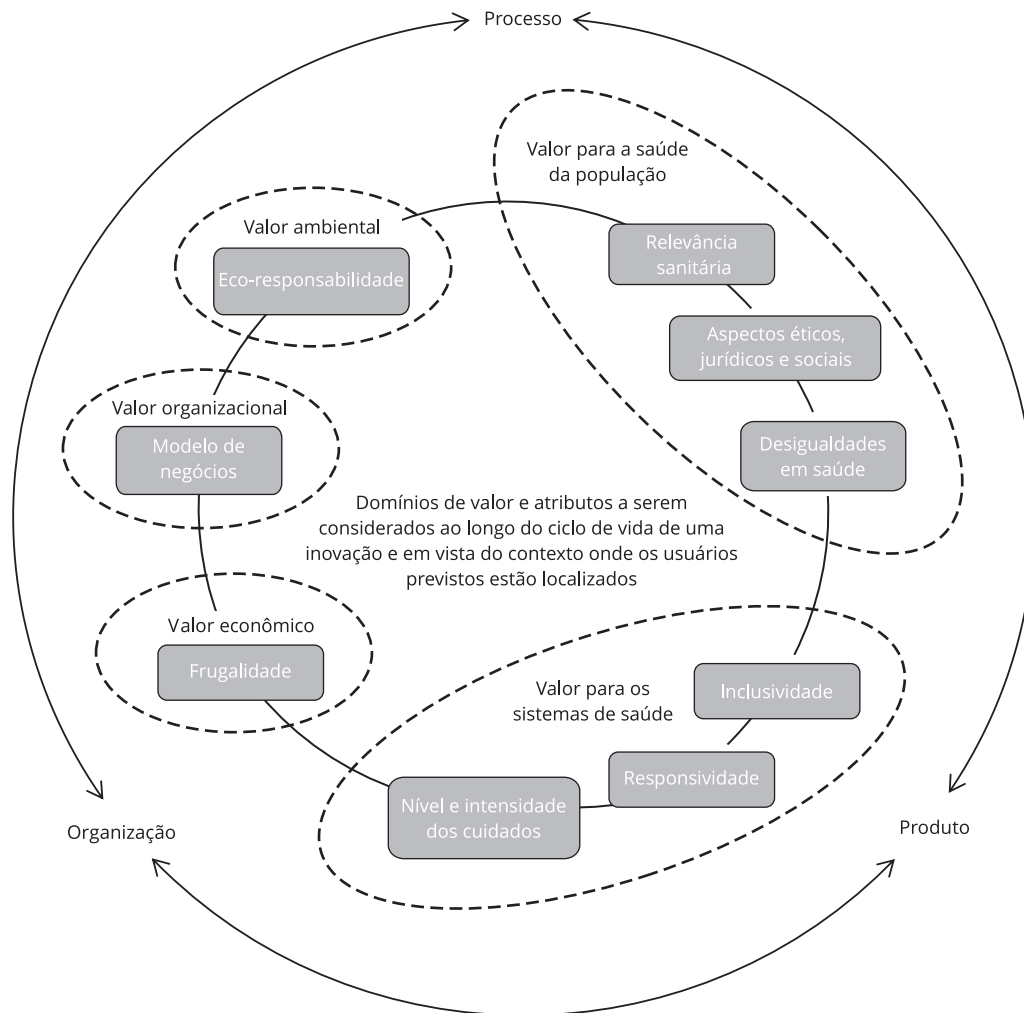 Processo
Valor para a saúde
da população
Relevância
sanitária
Aspectos éticos,
jurídicos e sociais
Desigualdades
em saúde
Valor ambiental
Eco-responsabilidade
Valor organizacional
Modelo de
negócios
Domínios de valor e atributos a serem
considerados ao longo do ciclo de vida de uma
inovação e em vista do contexto onde os usuários
previstos estão localizados
Valor econômico
Frugalidade
Valor para os
sistemas de saúde
Inclusividade
Responsividade
Nível e intensidade
dos cuidados
Organização
Produto